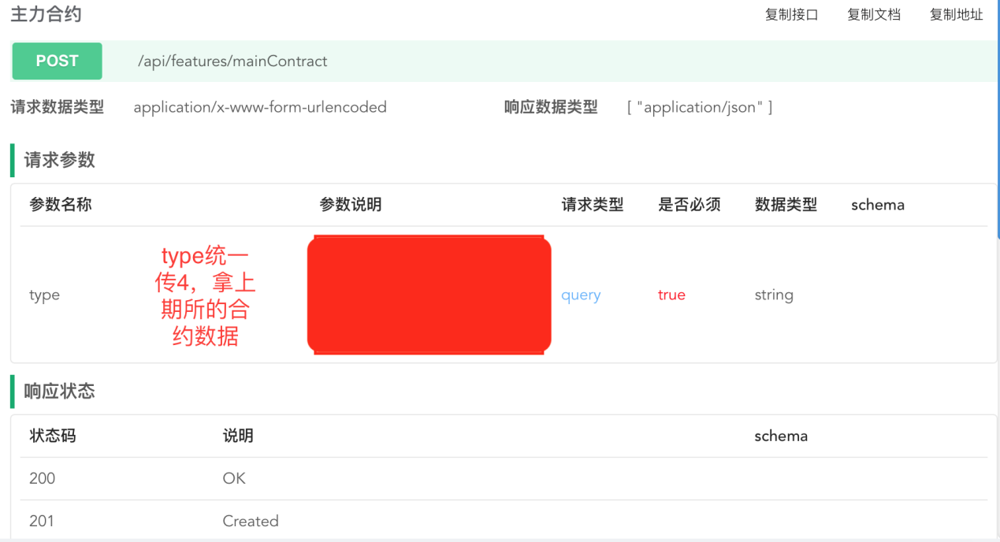 主力合约 复制接口 复制文档 复制地址
POST /api/features/mainContract
请求数据类型 application/x-www-form-urlencoded 响应数据类型 [ "application/json" ]
请求参数
参数名称 参数说明 请求类型 是否必须 数据类型 schema
type统一
传4，拿上
期所的合
约数据
type query true string
响应状态
状态码 说明 schema
200 OK
201 Created